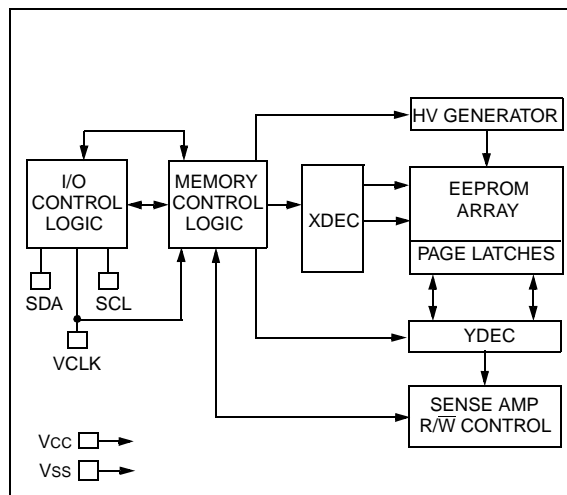 HV GENERATOR
I/O
CONTROL
LOGIC
MEMORY
CONTROL
LOGIC
XDEC
EEPROM
ARRAY
PAGE LATCHES
SDA
SCL
VCLK
YDEC
SENSE AMP
R/W̅ CONTROL
Vcc
Vss